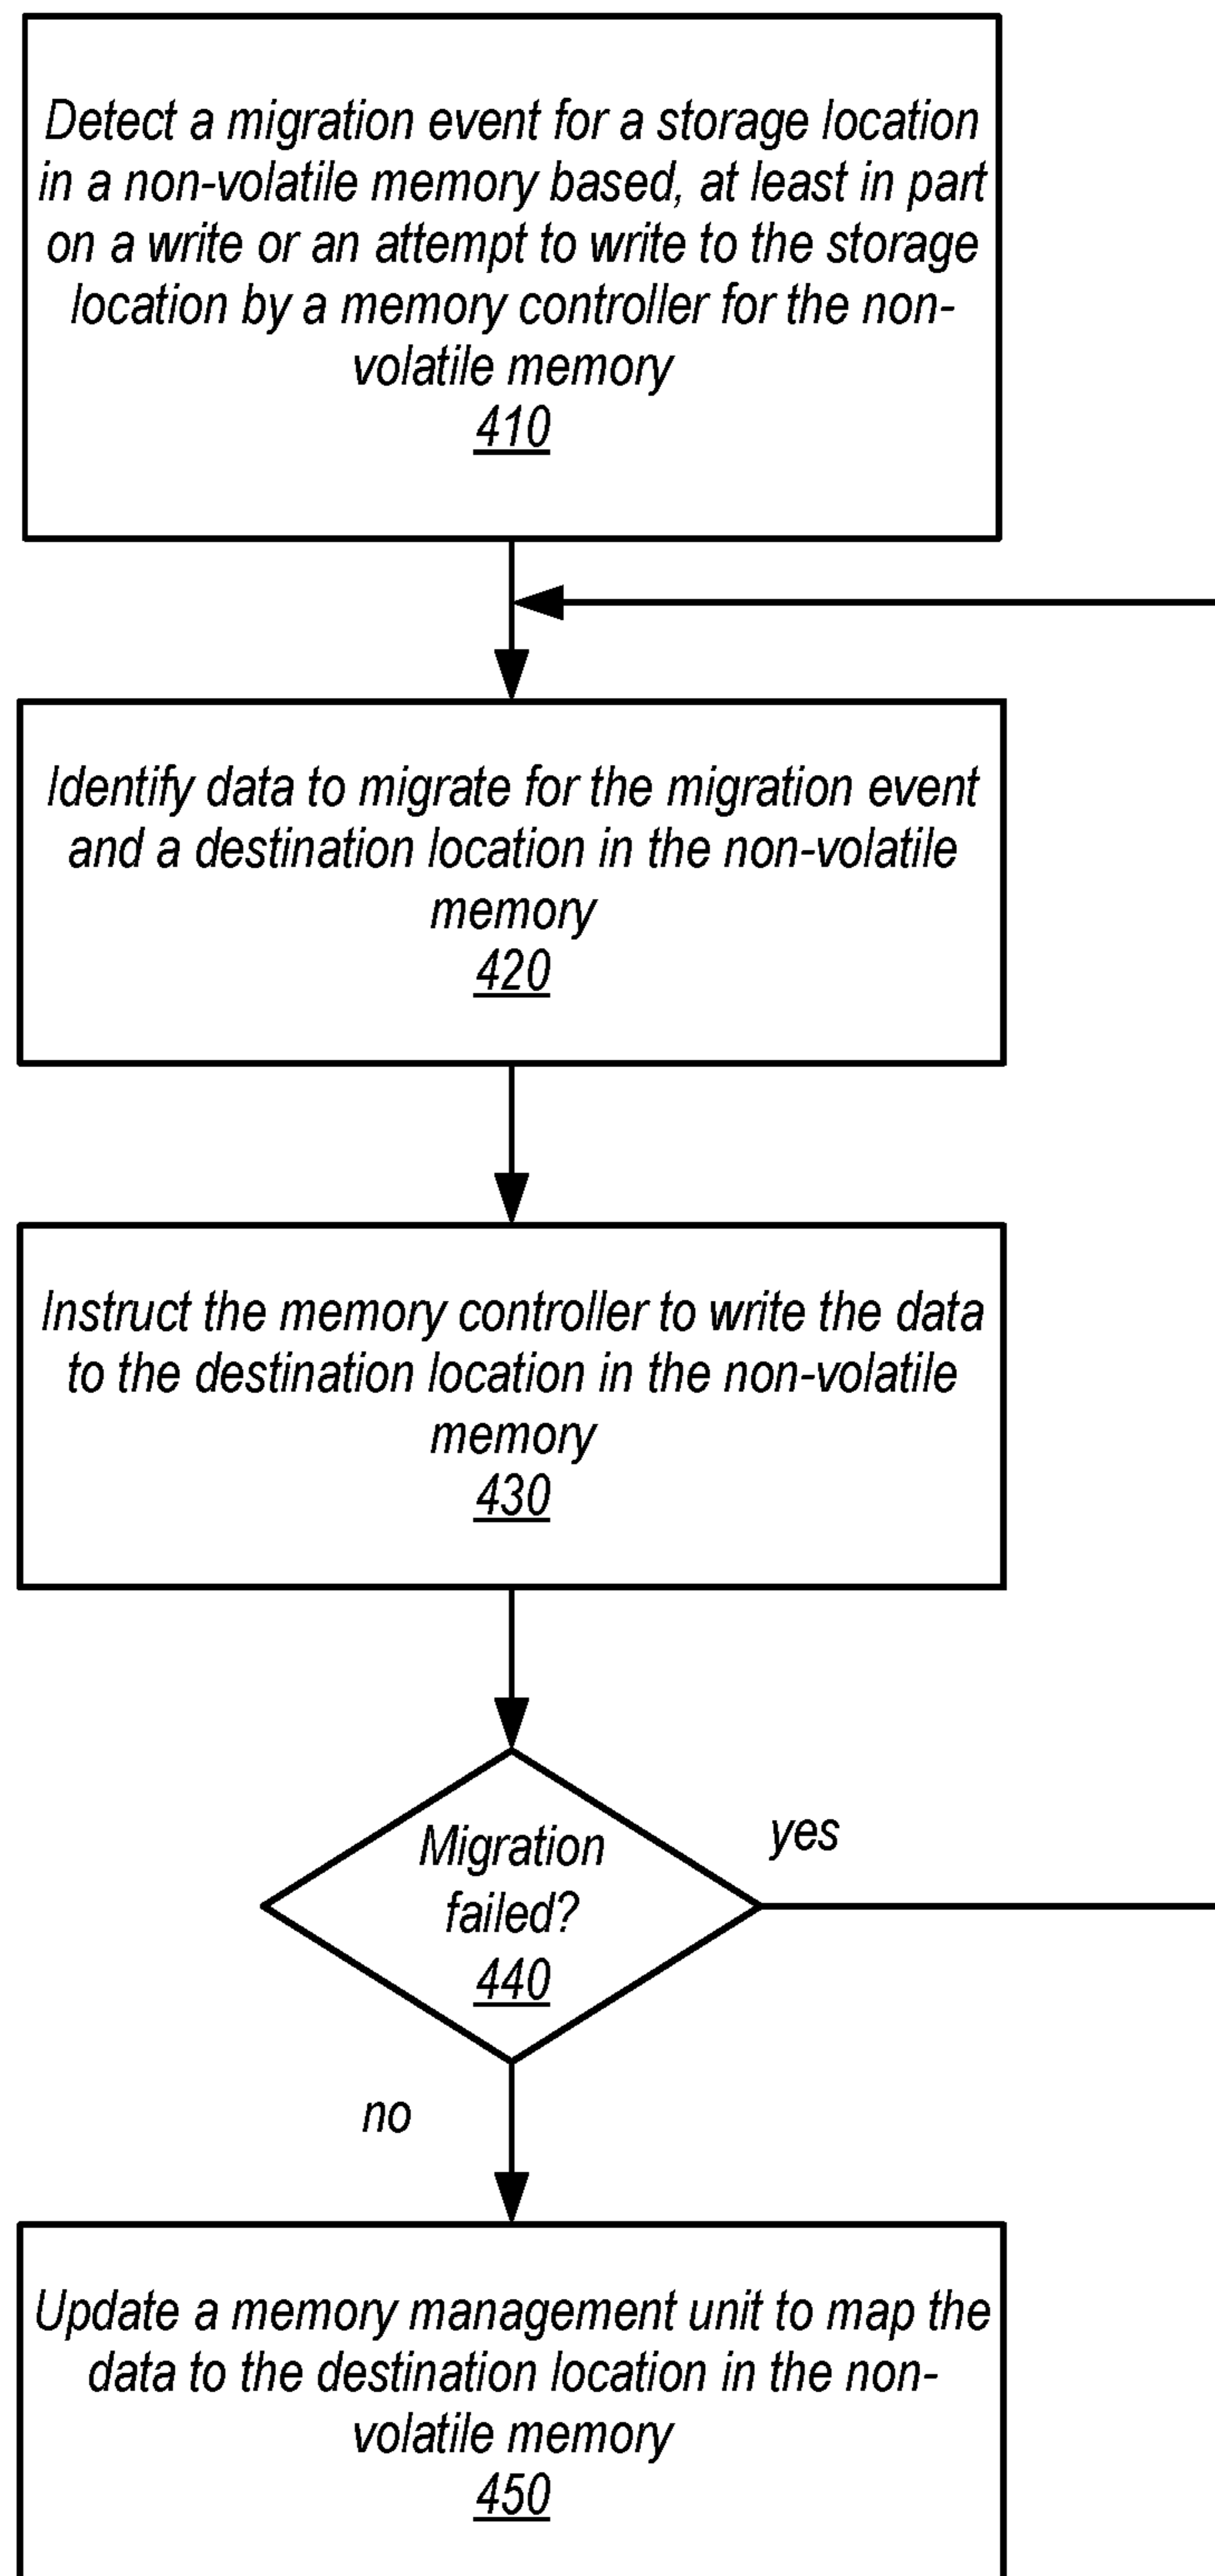 Detect a migration event for a storage location
in a non-volatile memory based, at least in part
on a write or an attempt to write to the storage
location by a memory controller for the non-
volatile memory
410
Identify data to migrate for the migration event
and a destination location in the non-volatile
memory
420
Instruct the memory controller to write the data
to the destination location in the non-volatile
memory
430
Migration
failed?
440
yes
no
Update a memory management unit to map the
data to the destination location in the non-
volatile memory
450